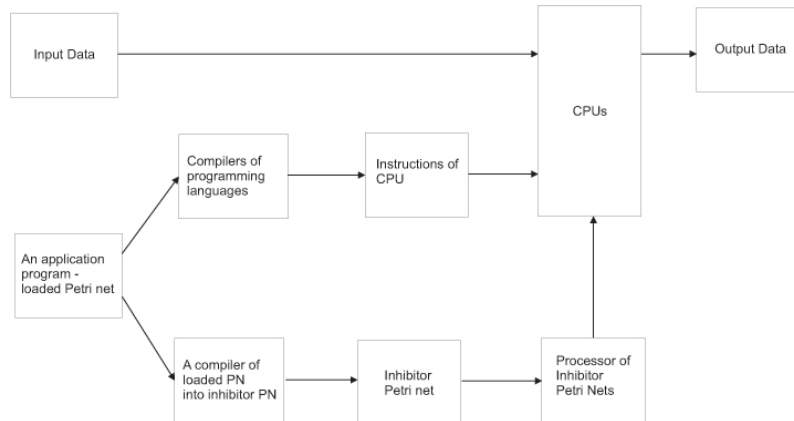 Input Data
CPUs
Output Data
Compilers of
programming
languages
Instructions of
CPU
An application
program -
loaded Petri net
A compiler of
loaded PN
into inhibitor PN
Inhibitor
Petri net
Processor of
Inhibitor
Petri Nets